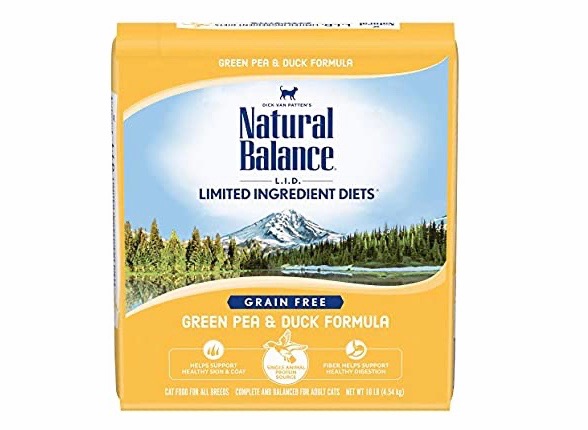 GREEN PEA & DUCK FORMULA
DICK VAN PATTEN'S
Natural
Balance
L.I.D.
LIMITED INGREDIENT DIETS®
GRAIN FREE
GREEN PEA & DUCK FORMULA
HELPS SUPPORT
HEALTHY SKIN & COAT
SINGLE ANIMAL
PROTEIN
SOURCE
FIBER HELPS SUPPORT
HEALTHY DIGESTION
CAT FOOD FOR ALL BREEDS COMPLETE AND BALANCED FOR ADULT CATS NET WT 10 LB (4.54 kg)